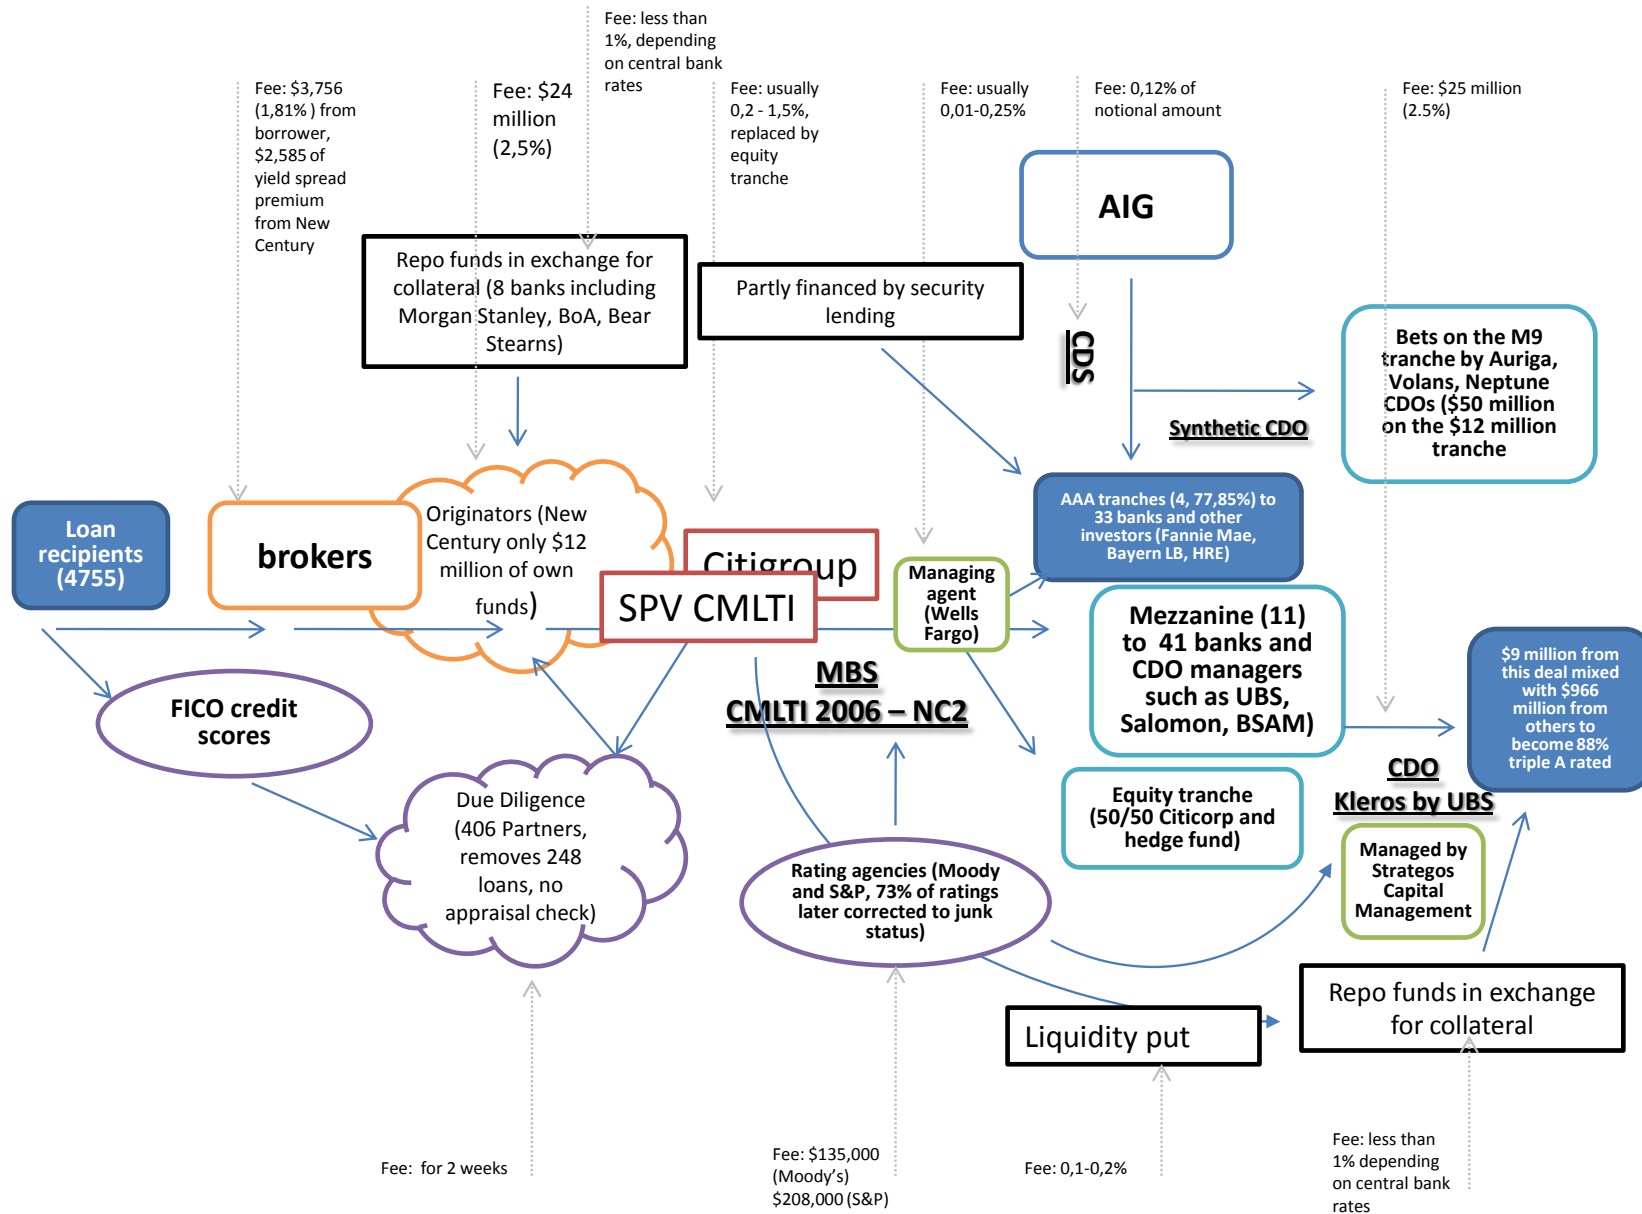 Fee: less than
1%, depending
on central bank
rates
Fee: $3,756
(1,81% ) from
borrower,
$2,585 of
yield spread
premium
from New
Century
Fee: $24
million
(2,5%)
Fee: usually
0,2 - 1,5%,
replaced by
equity
tranche
Fee: usually
0,01-0,25%
Fee: 0,12% of
notional amount
Fee: $25 million
(2.5%)
AIG
Repo funds in exchange for
collateral (8 banks including
Morgan Stanley, BoA, Bear
Stearns)
Partly financed by security
lending
CDS
Synthetic CDO
Bets on the M9
tranche by Auriga,
Volans, Neptune
CDOs ($50 million
on the $12 million
tranche
Loan
recipients
(4755)
brokers
Originators (New
Century only $12
million of own
funds)
Citigroup
SPV CMLTI
Managing
agent
(Wells
Fargo)
AAA tranches (4, 77,85%) to
33 banks and other
investors (Fannie Mae,
Bayern LB, HRE)
Mezzanine (11)
to 41 banks and
CDO managers
such as UBS,
Salomon, BSAM)
$9 million from
this deal mixed
with $966
million from
others to
become 88%
triple A rated
FICO credit
scores
MBS
CMLTI 2006 – NC2
CDO
Kleros by UBS
Equity tranche
(50/50 Citicorp and
hedge fund)
Due Diligence
(406 Partners,
removes 248
loans, no
appraisal check)
Rating agencies (Moody
and S&P, 73% of ratings
later corrected to junk
status)
Managed by
Strategos
Capital
Management
Liquidity put
Repo funds in exchange
for collateral
Fee:  for 2 weeks
Fee: $135,000
(Moody's)
$208,000 (S&P)
Fee: 0,1-0,2%
Fee: less than
1% depending
on central bank
rates